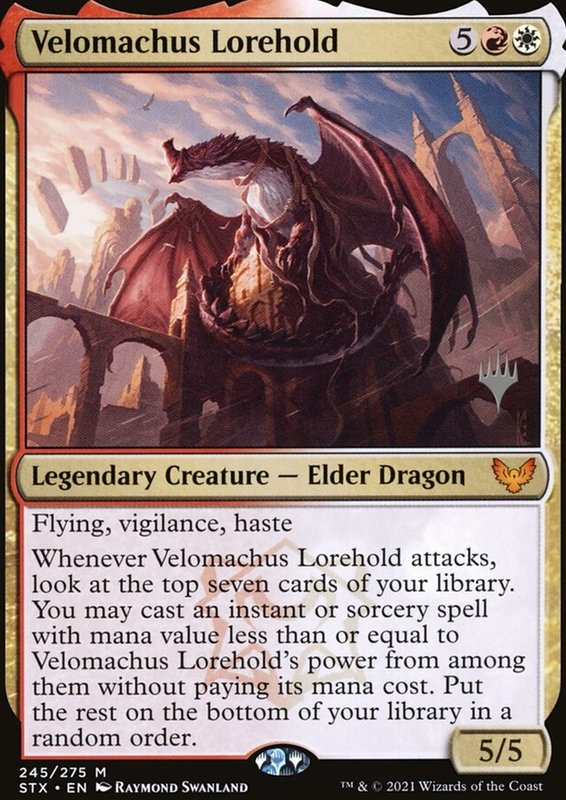 Velomachus Lorehold 5
Legendary Creature — Elder Dragon
Flying, vigilance, haste
Whenever Velomachus Lorehold attacks,
look at the top seven cards of your library.
You may cast an instant or sorcery spell
with mana value less than or equal to
Velomachus Lorehold's power from among
them without paying its mana cost. Put
the rest on the bottom of your library in a
random order.
5/5
245/275 M
STX • EN Raymond Swanland
™ & © 2021 Wizards of the Coast